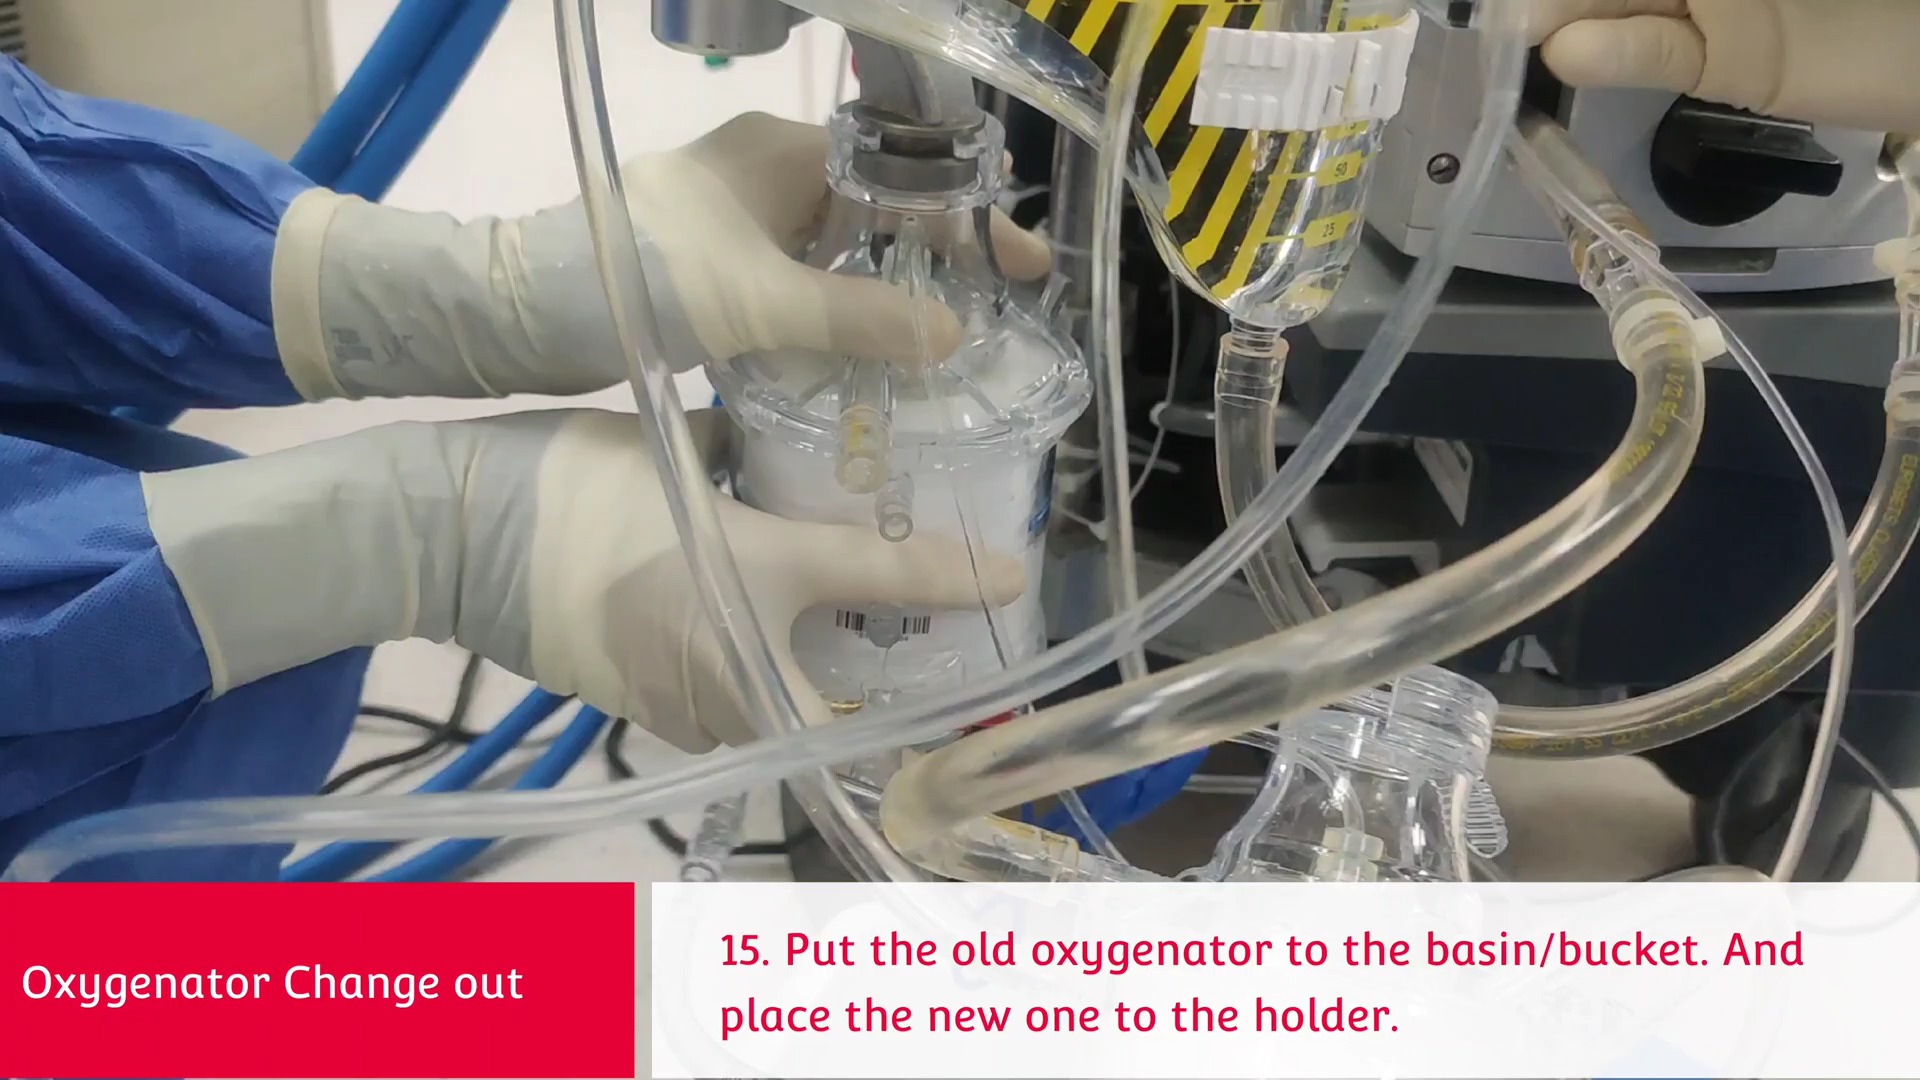 50
25
Oxygenator Change out
15. Put the old oxygenator to the basin/bucket. And
place the new one to the holder.